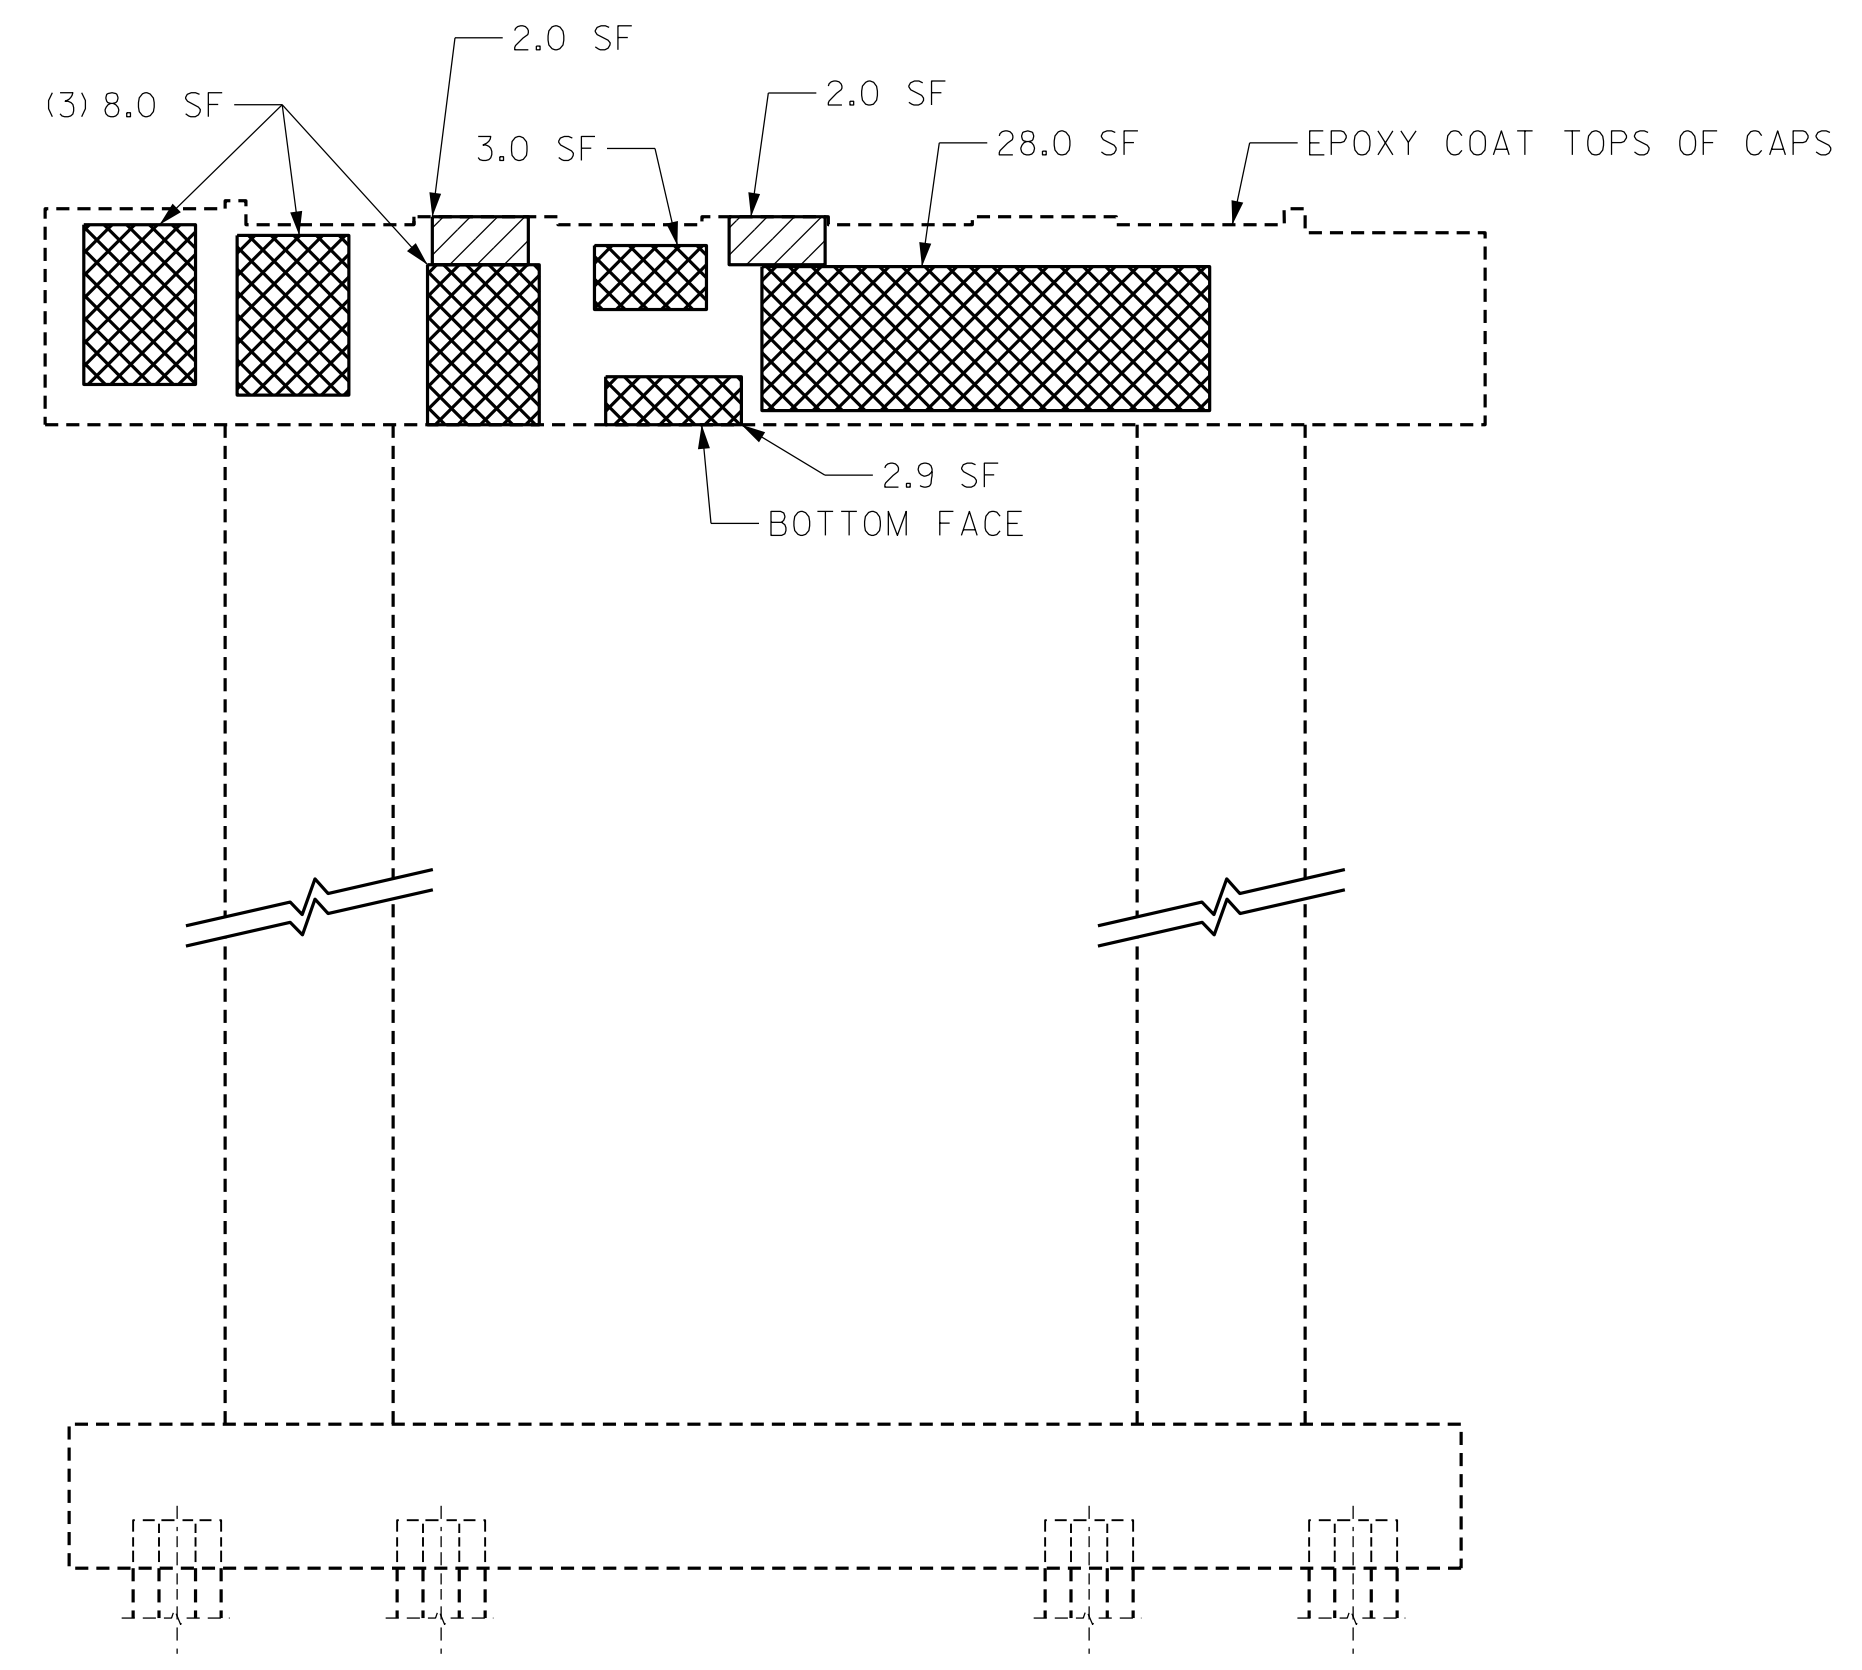 2.0 SF
(3) 8.0 SF
2.0 SF
3.0 SF
28.0 SF
EPOXY COAT TOPS OF CAPS
2.9 SF
BOTTOM FACE